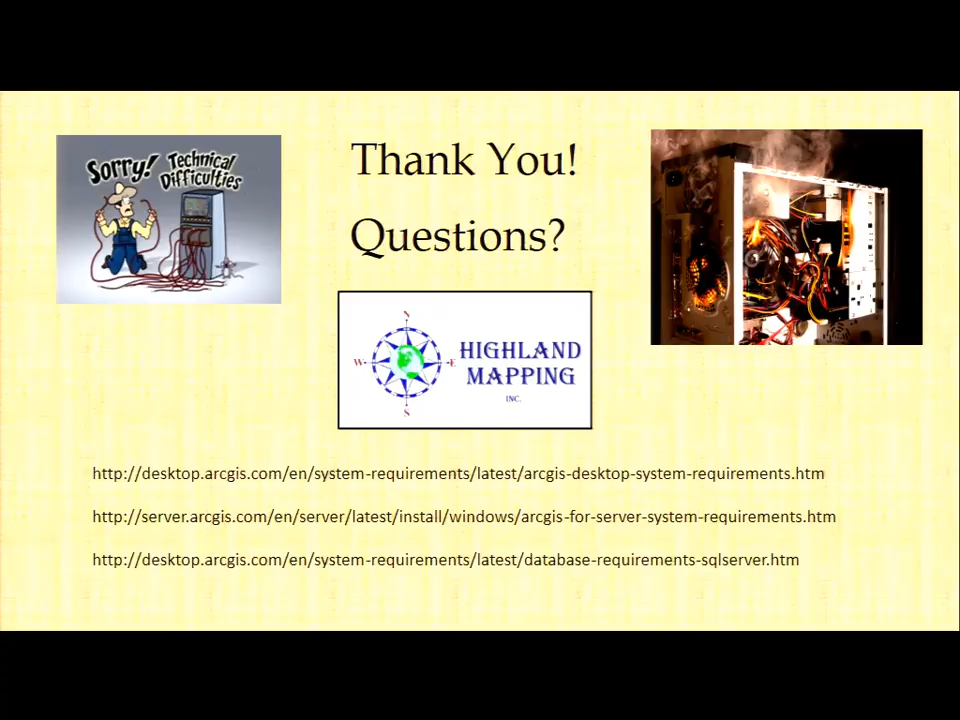 Sorry! Technical
Difficulties
Thank You!
Questions?
N
W
E
S
HIGHLAND
MAPPING
INC.
http://desktop.arcgis.com/en/system-requirements/latest/arcgis-desktop-system-requirements.htm
http://server.arcgis.com/en/server/latest/install/windows/arcgis-for-server-system-requirements.htm
http://desktop.arcgis.com/en/system-requirements/latest/database-requirements-sqlserver.htm